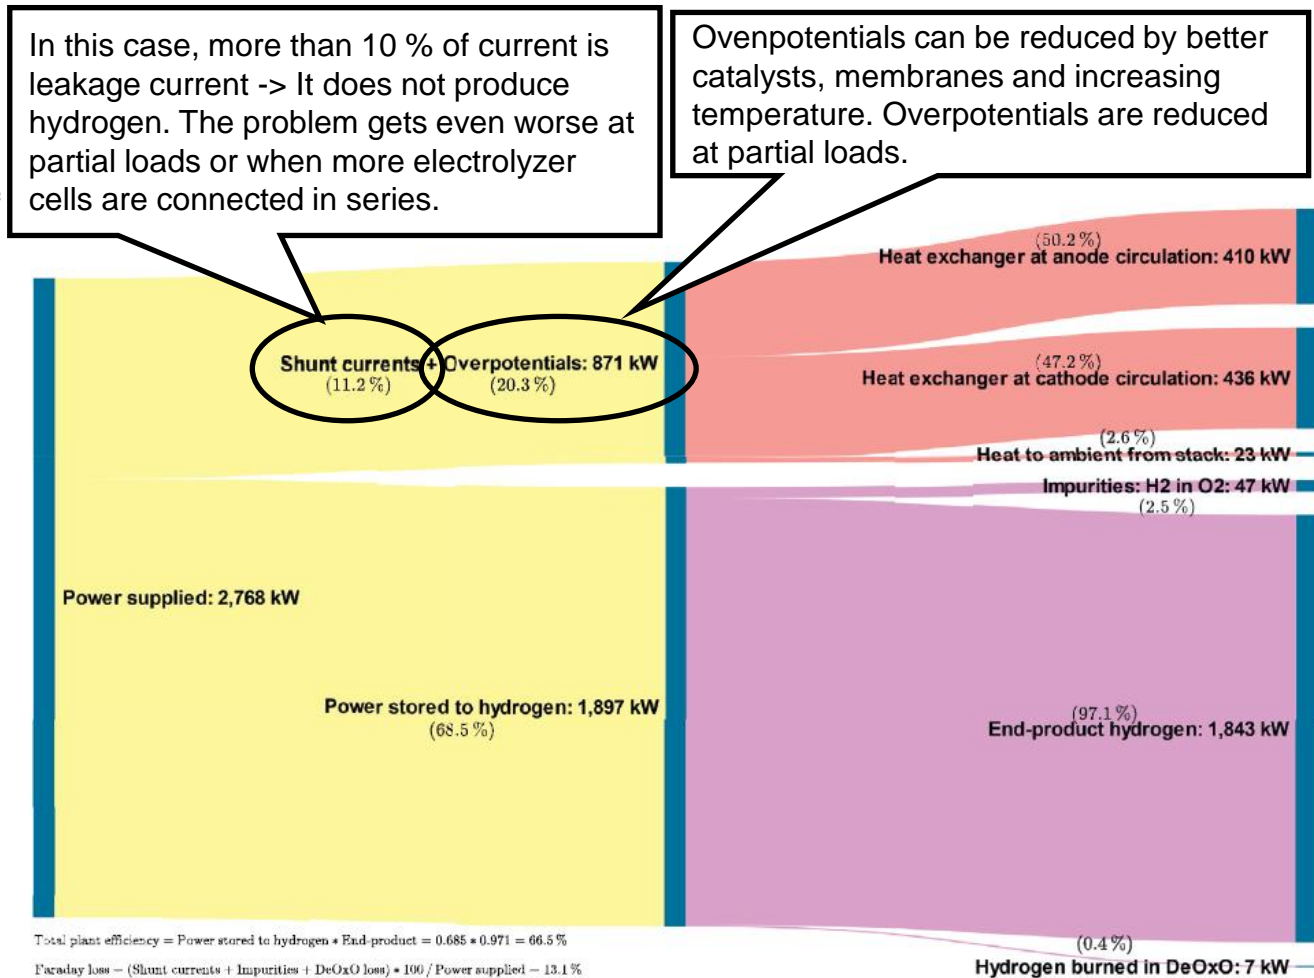 In this case, more than 10 % of current is
leakage current -> It does not produce
hydrogen. The problem gets even worse at
partial loads or when more electrolyzer
cells are connected in series.
Ovenpotentials can be reduced by better
catalysts, membranes and increasing
temperature. Overpotentials are reduced
at partial loads.
(50.2 %)
Heat exchanger at anode circulation: 410 kW
Shunt currents + Overpotentials: 871 kW
(11.2 %) (20.3 %)
(47.2 %)
Heat exchanger at cathode circulation: 436 kW
(2.6 %)
Heat to ambient from stack: 23 kW
Impurities: H2 in O2: 47 kW
(2.5 %)
Power supplied: 2,768 kW
Power stored to hydrogen: 1,897 kW
(68.5 %)
(97.1 %)
End-product hydrogen: 1,843 kW
(0.4 %)
Hydrogen burned in DeOxO: 7 kW
Total plant efficiency = Power stored to hydrogen * End-product = 0.685 * 0.971 = 66.5 %
Faraday loss = (Shunt currents + Impurities + DeOxO loss) * 100 / Power supplied = 13.1 %